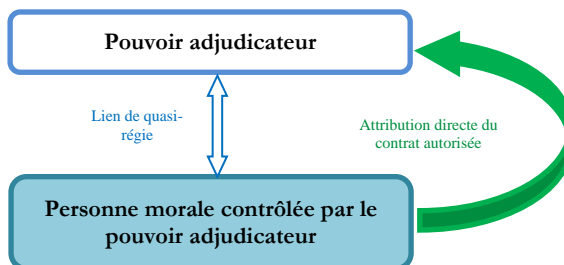 Pouvoir adjudicateur
Lien de quasi-
régie
Attribution directe du
contrat autorisée
Personne morale contrôlée par le
pouvoir adjudicateur